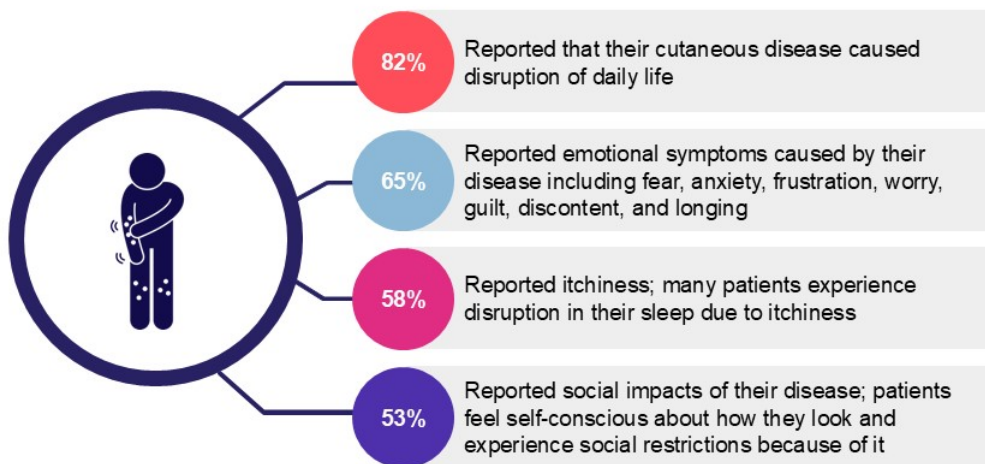 82%
Reported that their cutaneous disease caused
disruption of daily life
65%
Reported emotional symptoms caused by their
disease including fear, anxiety, frustration, worry,
guilt, discontent, and longing
58%
Reported itchiness; many patients experience
disruption in their sleep due to itchiness
53%
Reported social impacts of their disease; patients
feel self-conscious about how they look and
experience social restrictions because of it